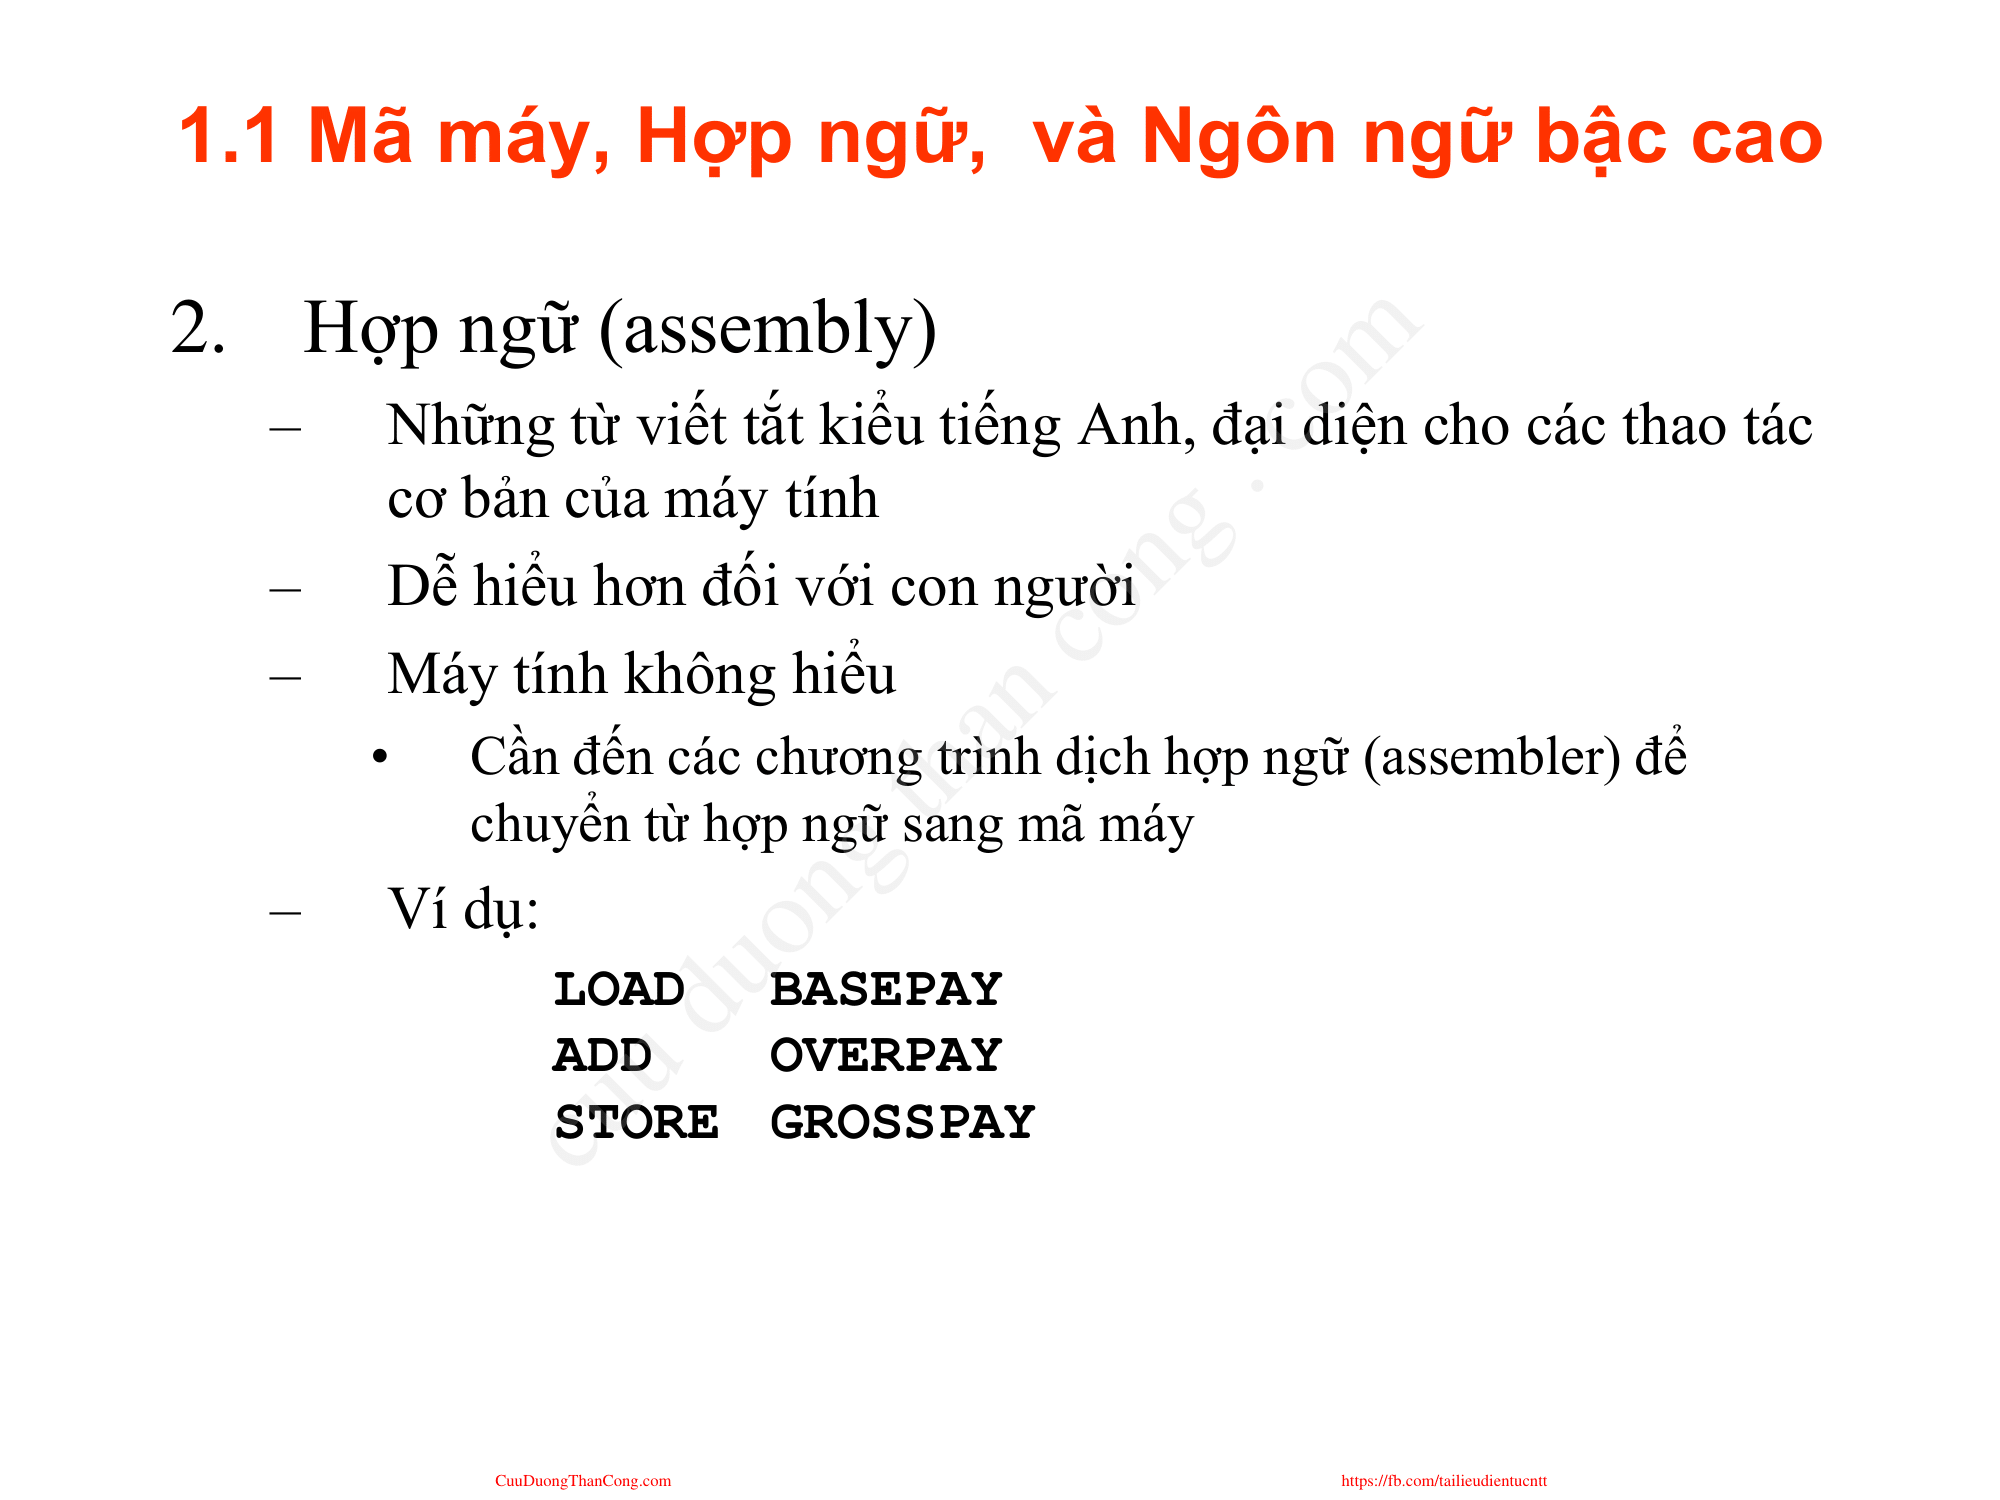 1.1 Mã máy, Hợp ngữ, và Ngôn ngữ bậc cao
2. Hợp ngữ (assembly)
– Những từ viết tắt kiểu tiếng Anh, đại diện cho các thao tác
cơ bản của máy tính
– Dễ hiểu hơn đối với con người
– Máy tính không hiểu
• Cần đến các chương trình dịch hợp ngữ (assembler) để
chuyển từ hợp ngữ sang mã máy
– Ví dụ:
LOAD BASEPAY
ADD OVERPAY
STORE GROSSPAY
cuu duong than cong . com
CuuDuongThanCong.com
https://fb.com/tailieudientucntt